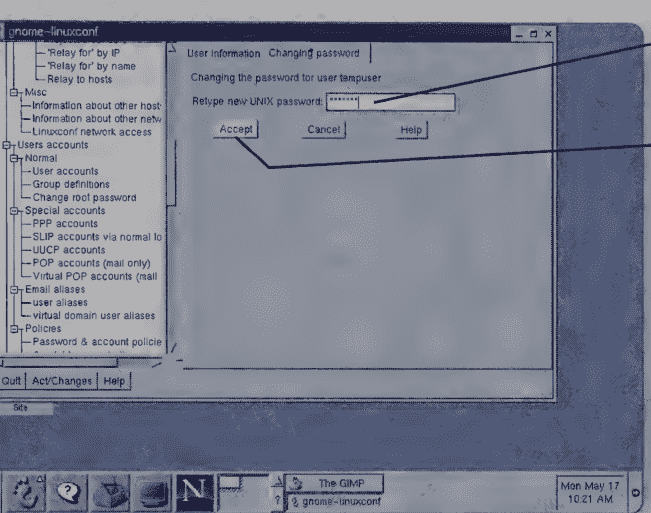 gnome-linuxconf
'Relay for' by IP
'Relay for' by name
Relay to hosts
Misc
Information about other host
Information about other netw
Linuxconf network access
Users accounts
Normal
User accounts
Group definitions
Change root password
Special accounts
PPP accounts
SLIP accounts via normal lo
UUCP accounts
POP accounts (mail only)
Virtual POP accounts (mail
Email aliases
user aliases
virtual domain user aliases
Policies
Password & account policie
Quit Act/Changes Help
User information Changing password
Changing the password for user tempuser
Retype new UNIX password: *******
Accept Cancel Help
Site
N
The GIMP
?
gnome-linuxconf
Mon May 17
10:21 AM